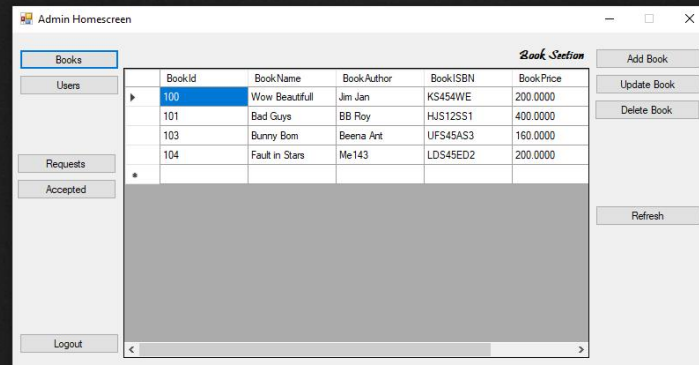 Admin Homescreen
Books
Users
Requests
Accepted
Logout
Book Section
BookId BookName BookAuthor BookISBN BookPrice
100 Wow Beautifull Jim Jan KS454WE 200.0000
101 Bad Guys BB Roy HJS12SS1 400.0000
103 Bunny Bom Beena Ant UFS45AS3 160.0000
104 Fault in Stars Me143 LDS45ED2 200.0000
Add Book
Update Book
Delete Book
Refresh